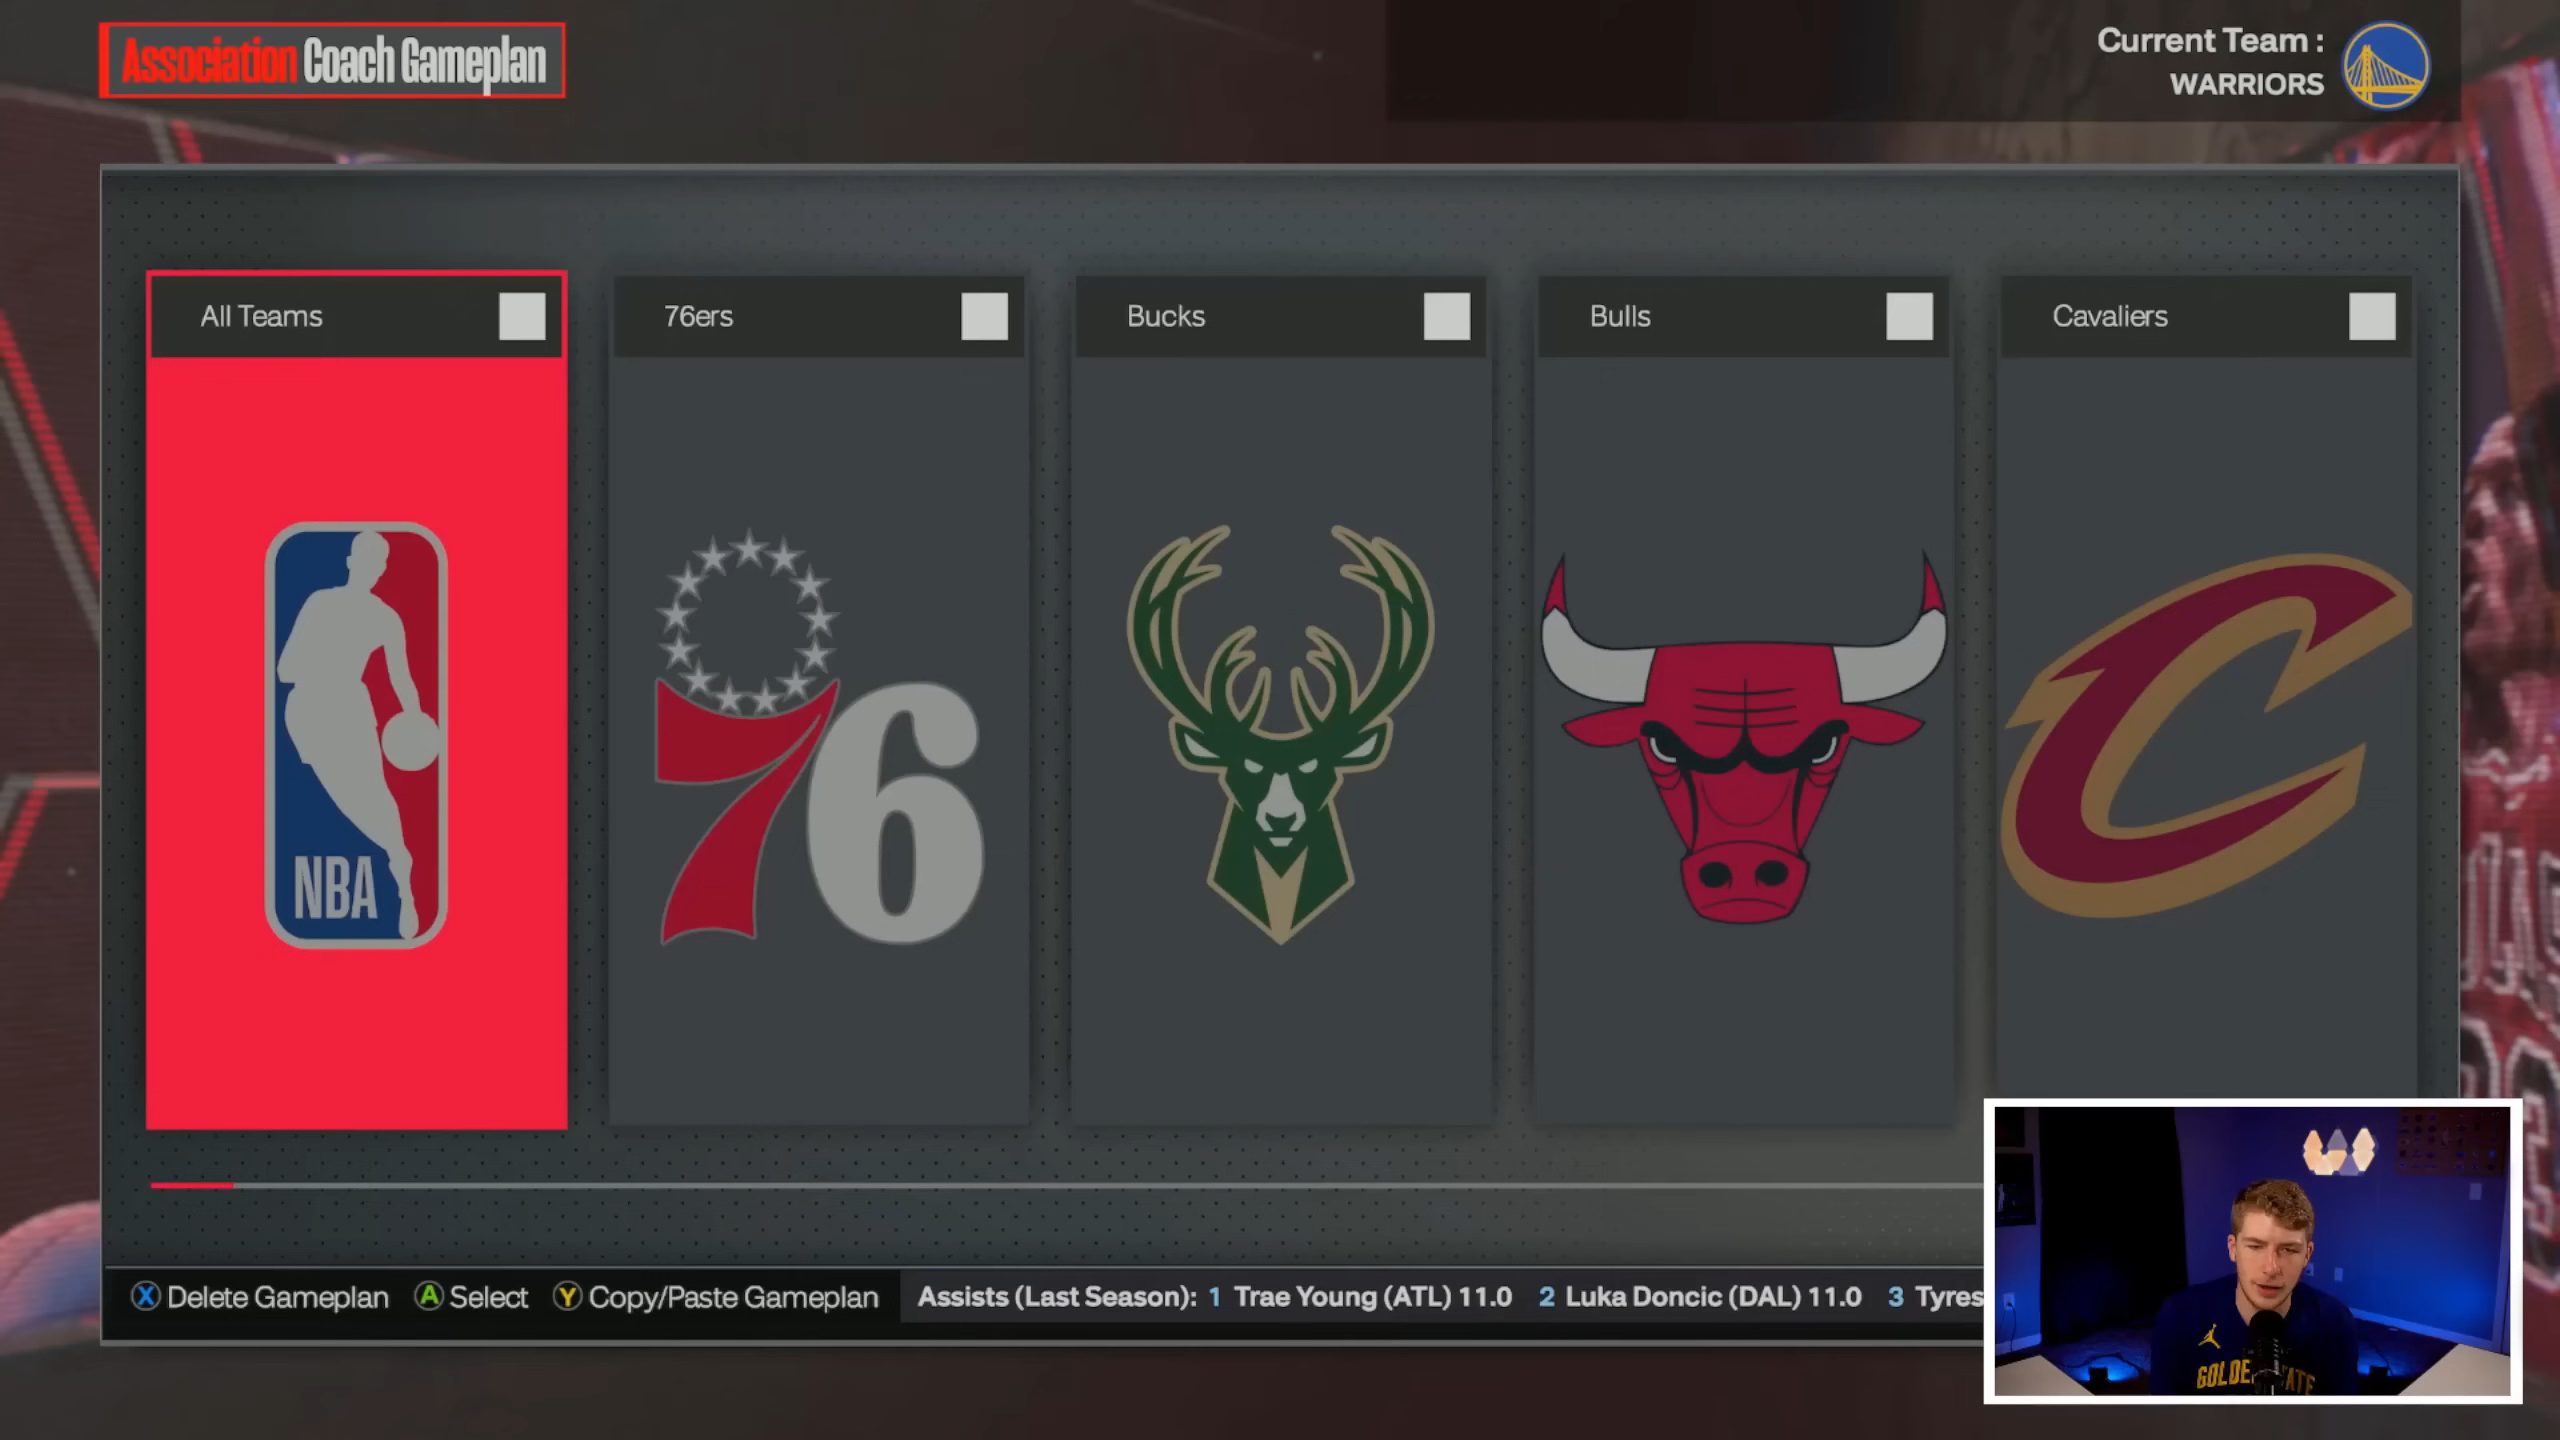 Association Coach Gameplan
Current Team :
WARRIORS
All Teams
76ers
Bucks
Bulls
Cavaliers
NBA
76
C
X Delete Gameplan A Select Y Copy/Paste Gameplan
Assists (Last Season): 1 Trae Young (ATL) 11.0 2 Luka Doncic (DAL) 11.0 3 Tyres